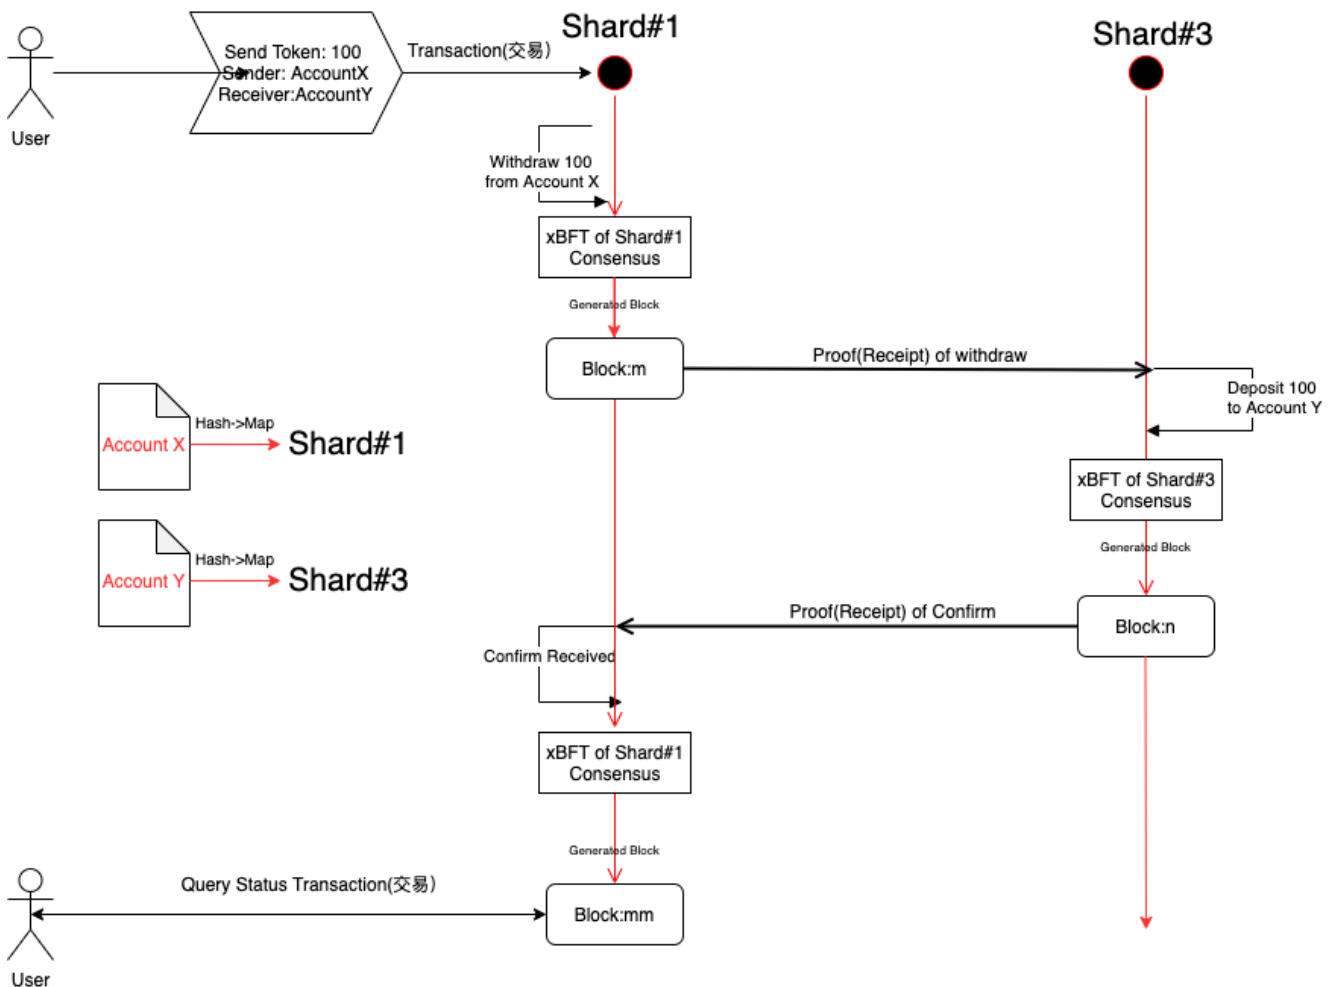 Shard#1
Shard#3
Send Token: 100
Sender: AccountX
Receiver:AccountY
Transaction(交易)
User
Withdraw 100
from Account X
xBFT of Shard#1
Consensus
Generated Block
Block:m
Proof(Receipt) of withdraw
Deposit 100
to Account Y
Account X
Hash->Map
Shard#1
xBFT of Shard#3
Consensus
Generated Block
Account Y
Hash->Map
Shard#3
Block:n
Proof(Receipt) of Confirm
Confirm Received
xBFT of Shard#1
Consensus
Generated Block
Query Status Transaction(交易)
Block:mm
User